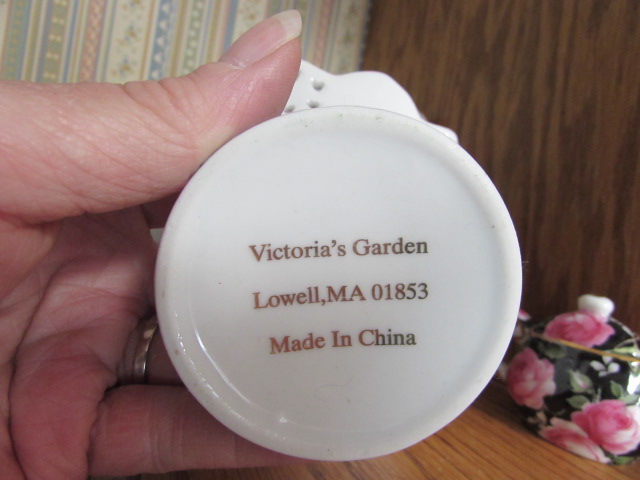 Victoria's Garden
Lowell,MA 01853
Made In China